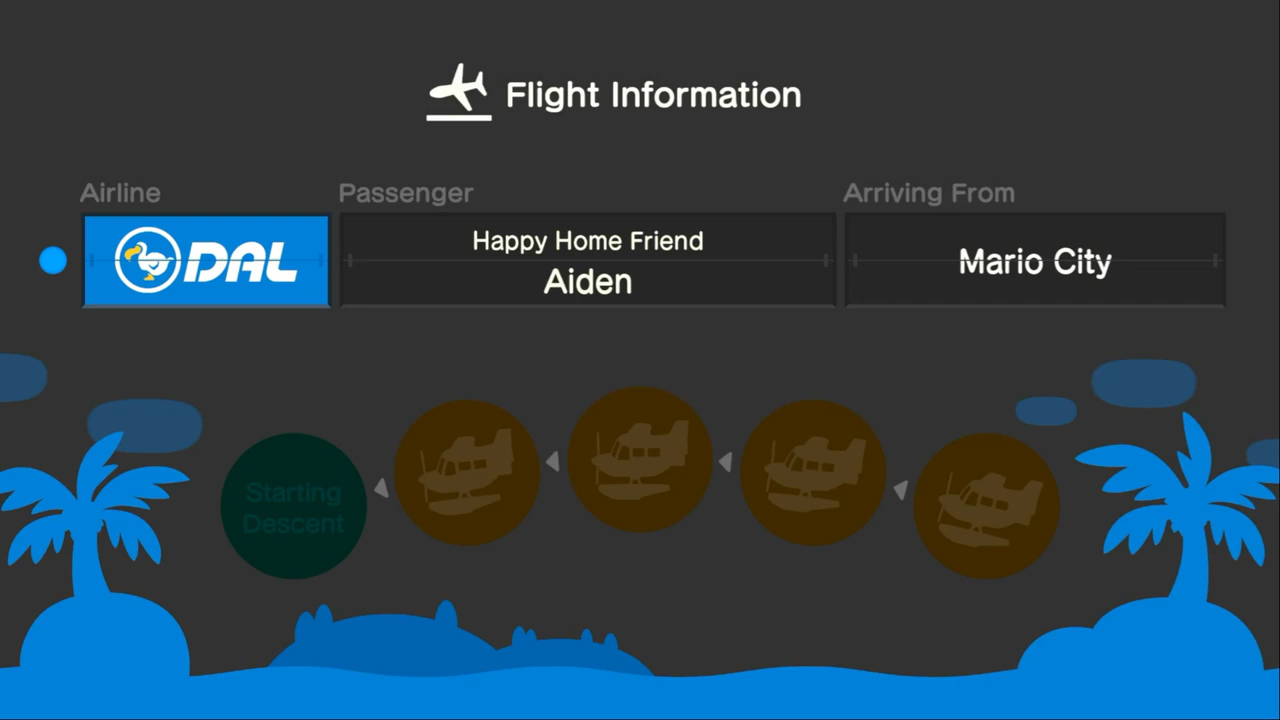 Flight Information
Airline
Passenger
Arriving From
DAL
Happy Home Friend
Aiden
Mario City
Starting
Descent